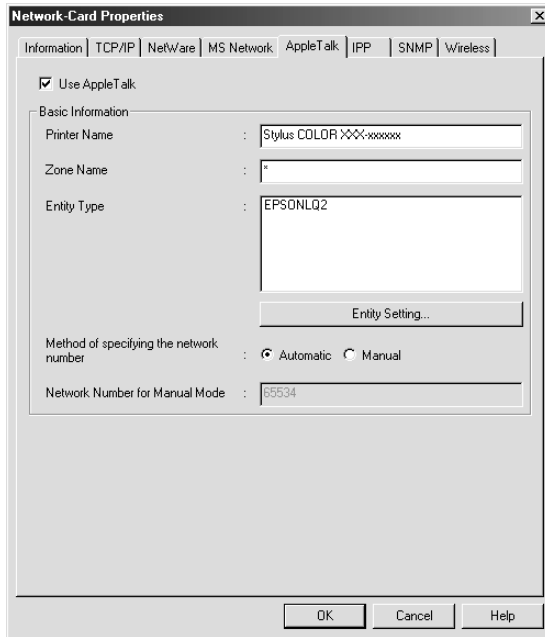 Network-Card Properties
Information TCP/IP NetWare MS Network AppleTalk IPP SNMP Wireless
Use AppleTalk
Basic Information
Printer Name : Stylus COLOR XXX-xxxxxx
Zone Name : *
Entity Type : EPSONLQ2
Entity Setting...
Method of specifying the network
number : Automatic Manual
Network Number for Manual Mode : 65534
OK Cancel Help